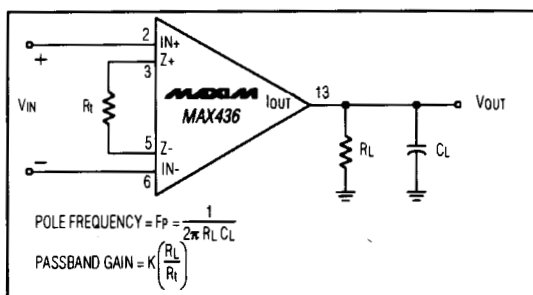 2
IN+
+
Z+
3
MAXIM
IOUT
13
VOUT
VIN
Rt
MAX436
RL
CL
5
Z-
−
IN-
6
POLE FREQUENCY = FP = 1 / 2π RL CL
PASSBAND GAIN = K(RL/Rt)